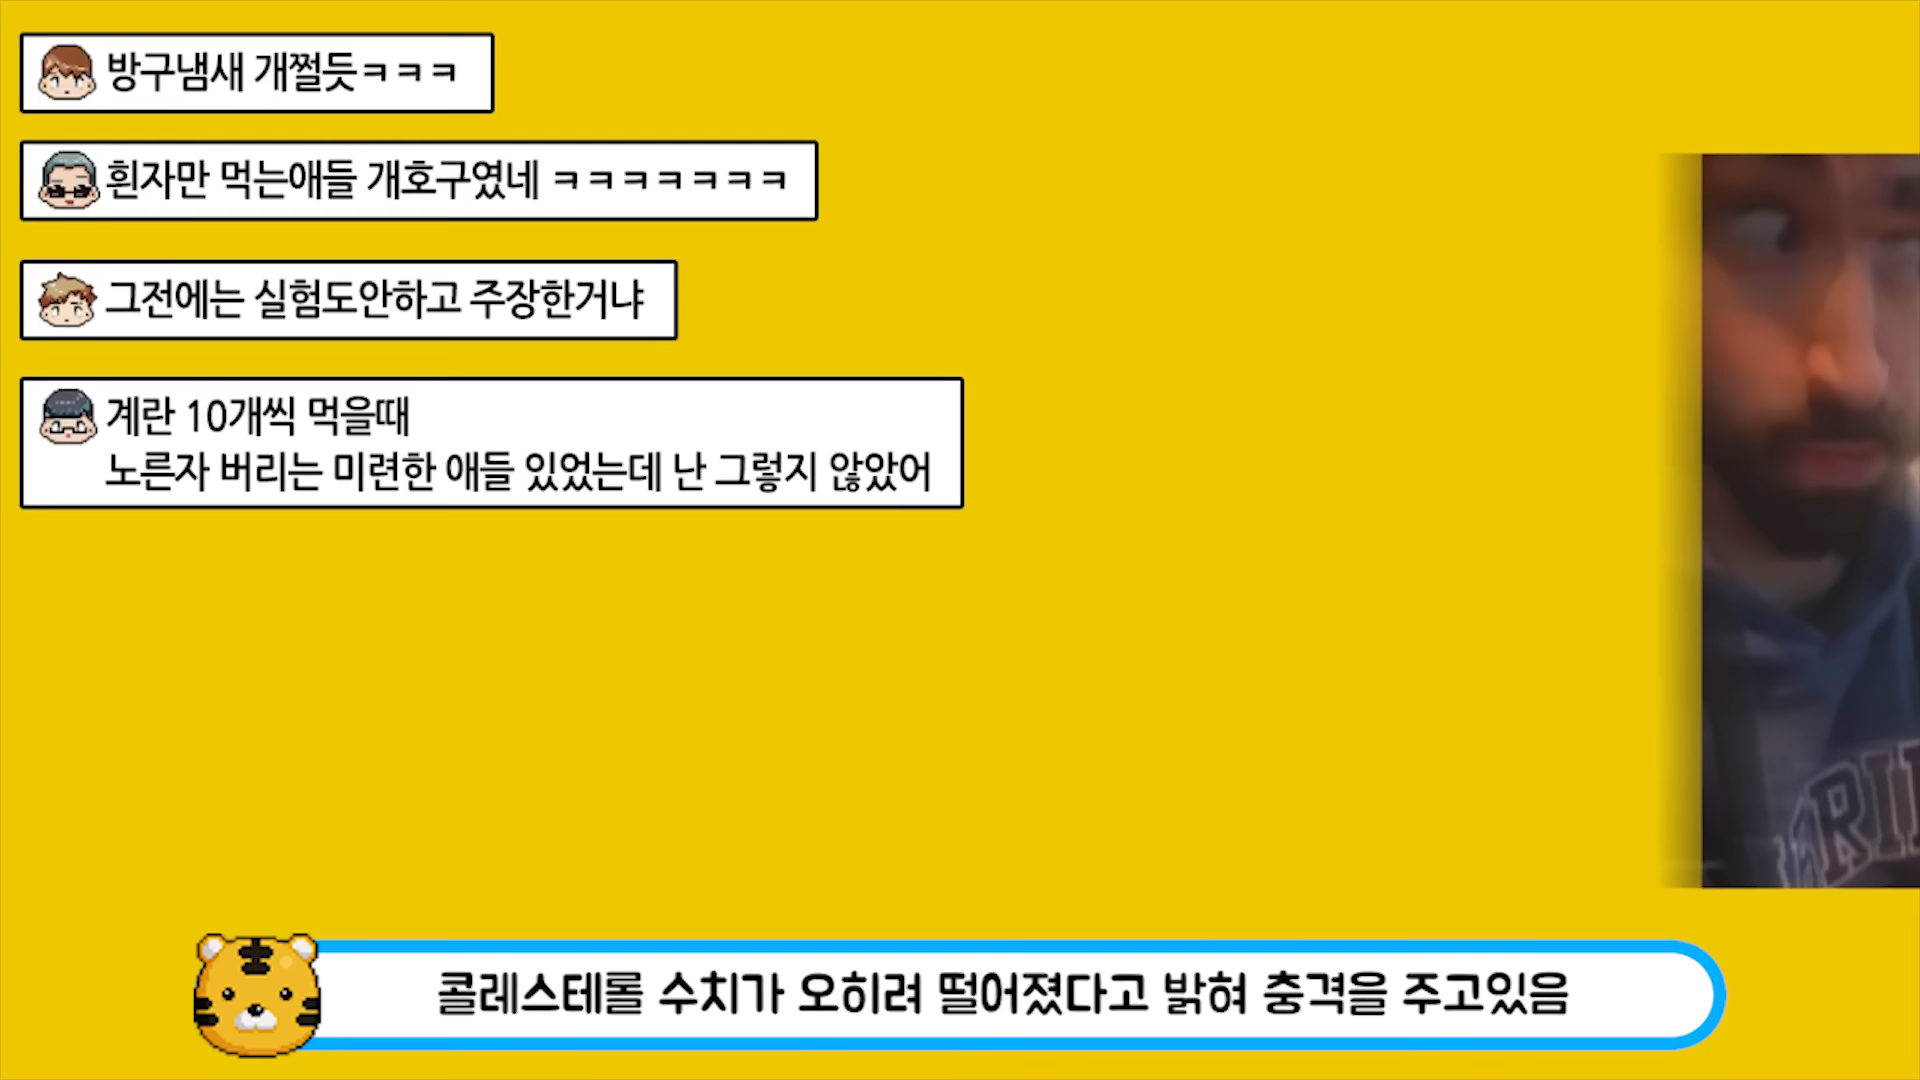 방구냄새 개쩔듯ㅋㅋㅋ
흰자만 먹는애들 개호구였네 ㅋㅋㅋㅋㅋㅋㅋ
그전에는 실험도안하고 주장한거냐
계란 10개씩 먹을때
노른자 버리는 미련한 애들 있었는데 난 그렇지 않았어
콜레스테롤 수치가 오히려 떨어졌다고 밝혀 충격을 주고있음